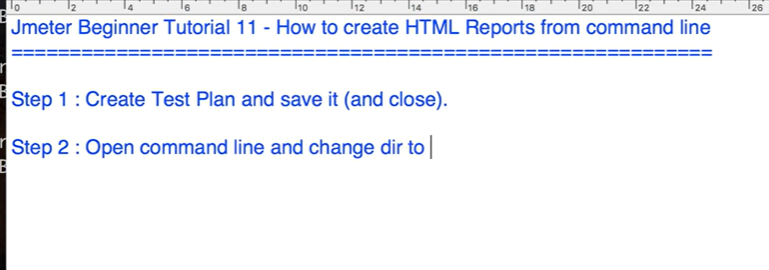 0 2 4 6 8 10 12 14 16 18 20 22 24 26
Jmeter Beginner Tutorial 11 - How to create HTML Reports from command line
=============================================================
Step 1 : Create Test Plan and save it (and close).
Step 2 : Open command line and change dir to